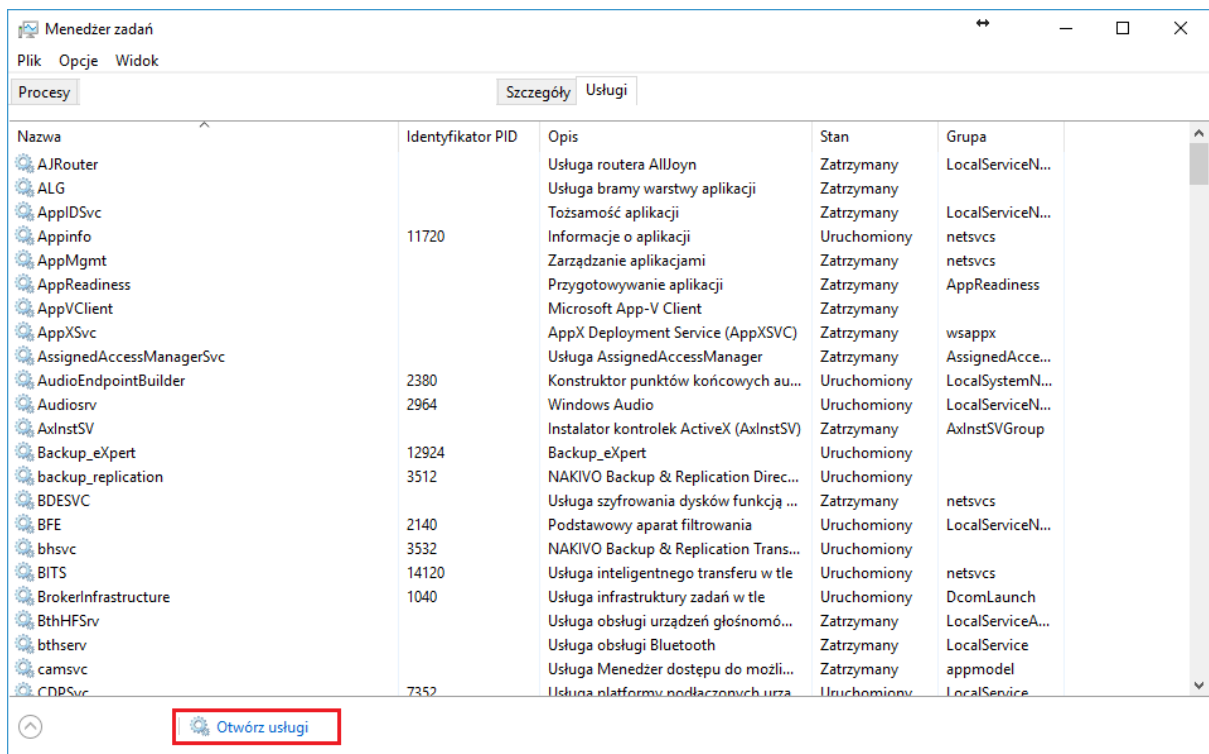 Menedżer zadań
Plik Opcje Widok
Procesy Szczegóły Usługi
Nazwa Identyfikator PID Opis Stan Grupa
AJRouter Usługa routera AllJoyn Zatrzymany LocalServiceN...
ALG Usługa bramy warstwy aplikacji Zatrzymany
AppIDSvc Tożsamość aplikacji Zatrzymany LocalServiceN...
Appinfo 11720 Informacje o aplikacji Uruchomiony netsvcs
AppMgmt Zarządzanie aplikacjami Zatrzymany netsvcs
AppReadiness Przygotowywanie aplikacji Zatrzymany AppReadiness
AppVClient Microsoft App-V Client Zatrzymany
AppXSvc AppX Deployment Service (AppXSVC) Zatrzymany wsappx
AssignedAccessManagerSvc Usługa AssignedAccessManager Zatrzymany AssignedAcce...
AudioEndpointBuilder 2380 Konstruktor punktów końcowych au... Uruchomiony LocalSystemN...
Audiosrv 2964 Windows Audio Uruchomiony LocalServiceN...
AxInstSV Instalator kontrolek ActiveX (AxInstSV) Zatrzymany AxInstSVGroup
Backup_eXpert 12924 Backup_eXpert Uruchomiony
backup_replication 3512 NAKIVO Backup & Replication Direc... Uruchomiony
BDESVC Usługa szyfrowania dysków funkcją ... Zatrzymany netsvcs
BFE 2140 Podstawowy aparat filtrowania Uruchomiony LocalServiceN...
bhsvc 3532 NAKIVO Backup & Replication Trans... Uruchomiony
BITS 14120 Usługa inteligentnego transferu w tle Uruchomiony netsvcs
BrokerInfrastructure 1040 Usługa infrastruktury zadań w tle Uruchomiony DcomLaunch
BthHFSrv Usługa obsługi urządzeń głośnomó... Zatrzymany LocalServiceA...
bthserv Usługa obsługi Bluetooth Zatrzymany LocalService
camsvc Usługa Menedżer dostępu do możli... Zatrzymany appmodel
CDPSvc 7352 Usługa platformy podłączonych urzą... Uruchomiony LocalService
Otwórz usługi